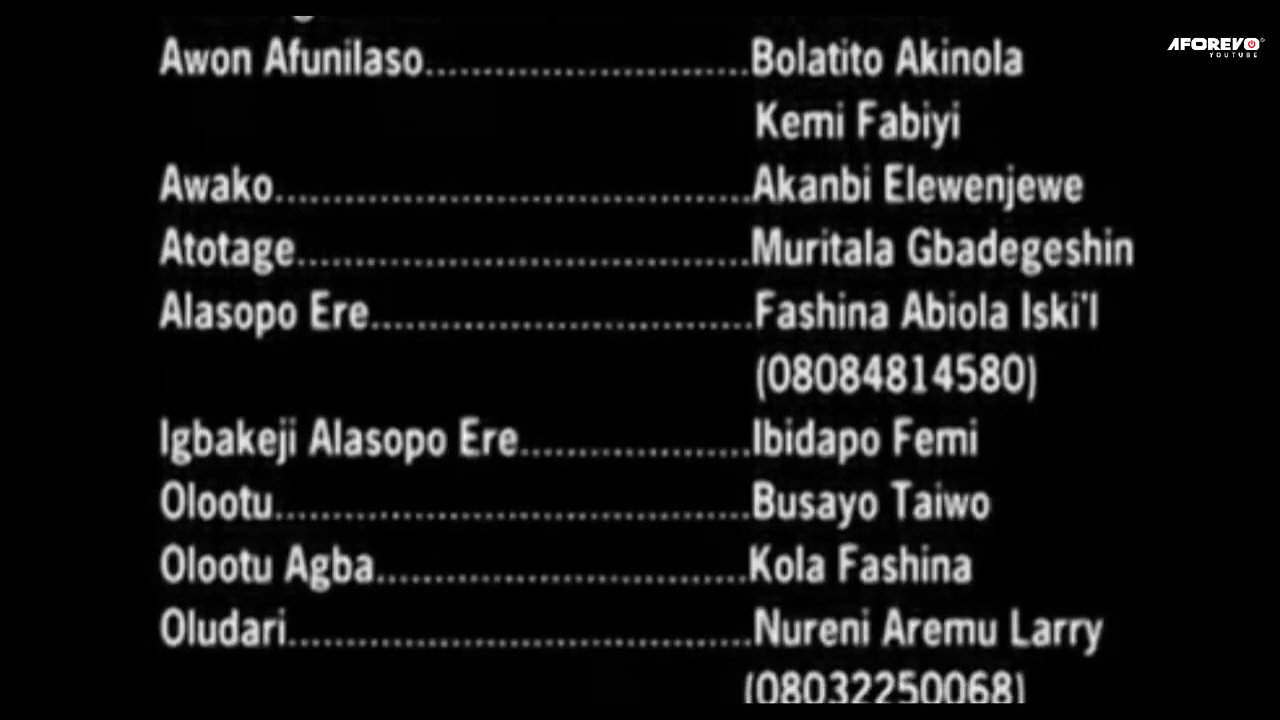 AFOREVO
YOUTUBE
Awon Afunilaso.................................Bolatito Akinola
Kemi Fabiyi
Awako................................................Akanbi Elewenjewe
Atotage..............................................Muritala Gbadegeshin
Alasopo Ere.......................................Fashina Abiola Iski'l
(08084814580)
Igbakeji Alasopo Ere.......................Ibidapo Femi
Olootu................................................Busayo Taiwo
Olootu Agba.....................................Kola Fashina
Oludari..............................................Nureni Aremu Larry
(08032250068)